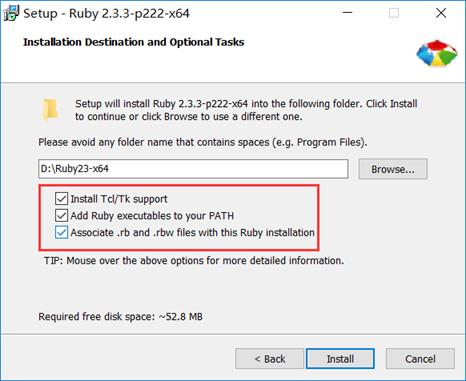 Setup - Ruby 2.3.3-p222-x64
Installation Destination and Optional Tasks
Setup will install Ruby 2.3.3-p222-x64 into the following folder. Click Install
to continue or click Browse to use a different one.
Please avoid any folder name that contains spaces (e.g. Program Files).
D:\Ruby23-x64
Browse...
Install Tcl/Tk support
Add Ruby executables to your PATH
Associate .rb and .rbw files with this Ruby installation
TIP: Mouse over the above options for more detailed information.
Required free disk space: ~52.8 MB
< Back
Install
Cancel